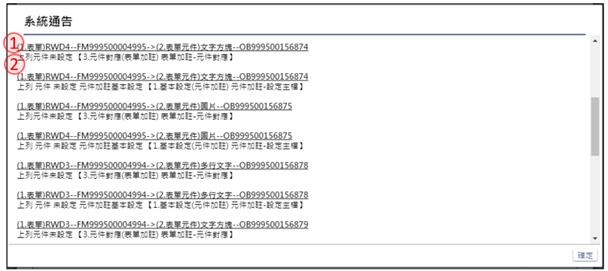 系統通告
1
(1.表單)RWD4--FM999500004995->(2.表單元件)文字方塊--OB999500156874
2
上列元件未設定 【3.元件對應(表單加註) 表單加註-元件對應】
(1.表單)RWD4--FM999500004995->(2.表單元件)文字方塊--OB999500156874
上列 元件 未設定 元件加註基本設定 【1.基本設定(元件加註) 元件加註-設定主檔】
(1.表單)RWD4--FM999500004995->(2.表單元件)圖片--OB999500156875
上列元件未設定 【3.元件對應(表單加註) 表單加註-元件對應】
(1.表單)RWD4--FM999500004995->(2.表單元件)圖片--OB999500156875
上列 元件 未設定 元件加註基本設定 【1.基本設定(元件加註) 元件加註-設定主檔】
(1.表單)RWD3--FM999500004994->(2.表單元件)多行文字--OB999500156878
上列元件未設定 【3.元件對應(表單加註) 表單加註-元件對應】
(1.表單)RWD3--FM999500004994->(2.表單元件)多行文字--OB999500156878
上列 元件 未設定 元件加註基本設定 【1.基本設定(元件加註) 元件加註-設定主檔】
(1.表單)RWD3--FM999500004994->(2.表單元件)文字方塊--OB999500156879
上列元件未設定 【3.元件對應(表單加註) 表單加註-元件對應】
確定